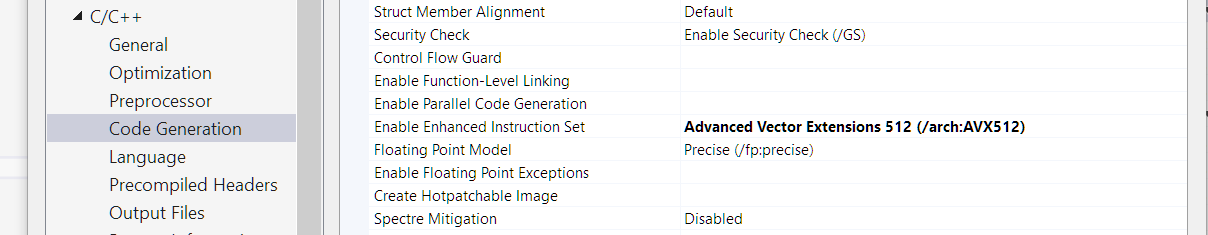 C/C++
General
Optimization
Preprocessor
Code Generation
Language
Precompiled Headers
Output Files
Struct Member Alignment Default
Security Check Enable Security Check (/GS)
Control Flow Guard
Enable Function-Level Linking
Enable Parallel Code Generation
Enable Enhanced Instruction Set Advanced Vector Extensions 512 (/arch:AVX512)
Floating Point Model Precise (/fp:precise)
Enable Floating Point Exceptions
Create Hotpatchable Image
Spectre Mitigation Disabled